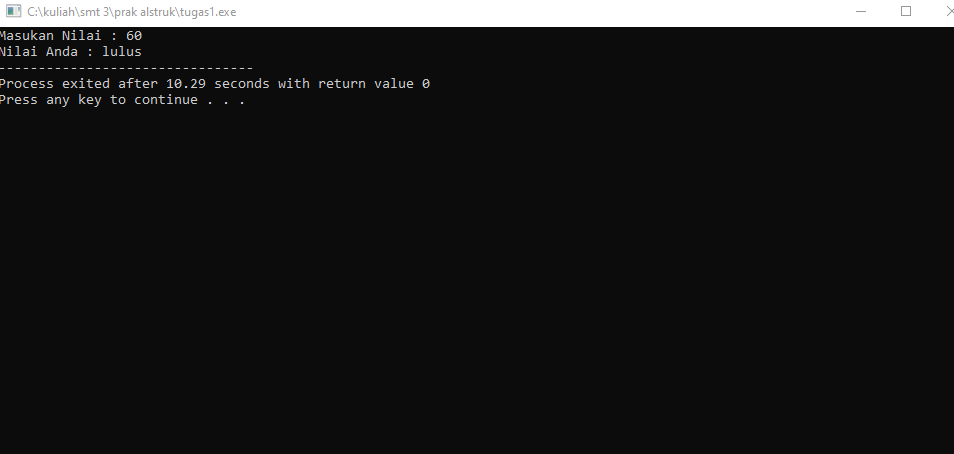 C:\kuliah\smt 3\prak alstruk\tugas1.exe
Masukan Nilai : 60
Nilai Anda : lulus
--------------------------------
Process exited after 10.29 seconds with return value 0
Press any key to continue . . .